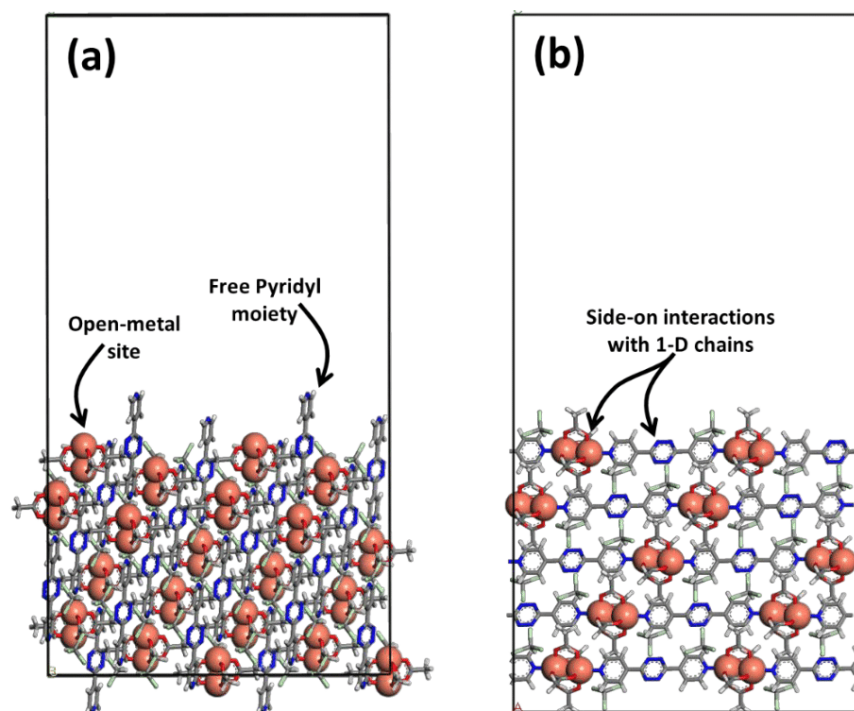 (a)
Open-metal
site
Free Pyridyl
moiety
(b)
Side-on interactions
with 1-D chains